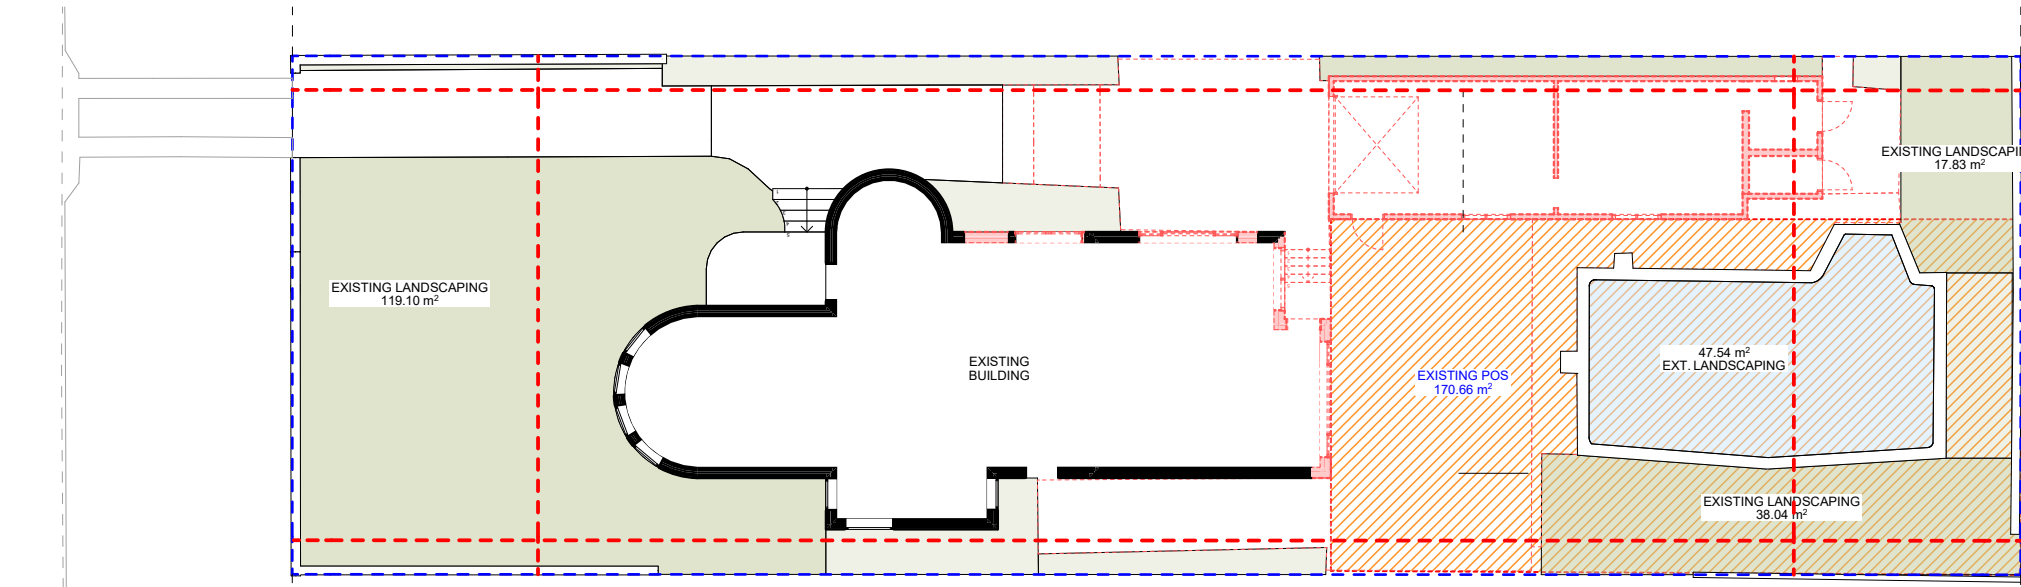 EXISTING LANDSCAPI
17.83 m²
EXISTING LANDSCAPING
119.10 m²
EXISTING
BUILDING
47.54 m²
EXT. LANDSCAPING
EXISTING POS
170.66 m²
EXISTING LANDSCAPING
38.04 m²